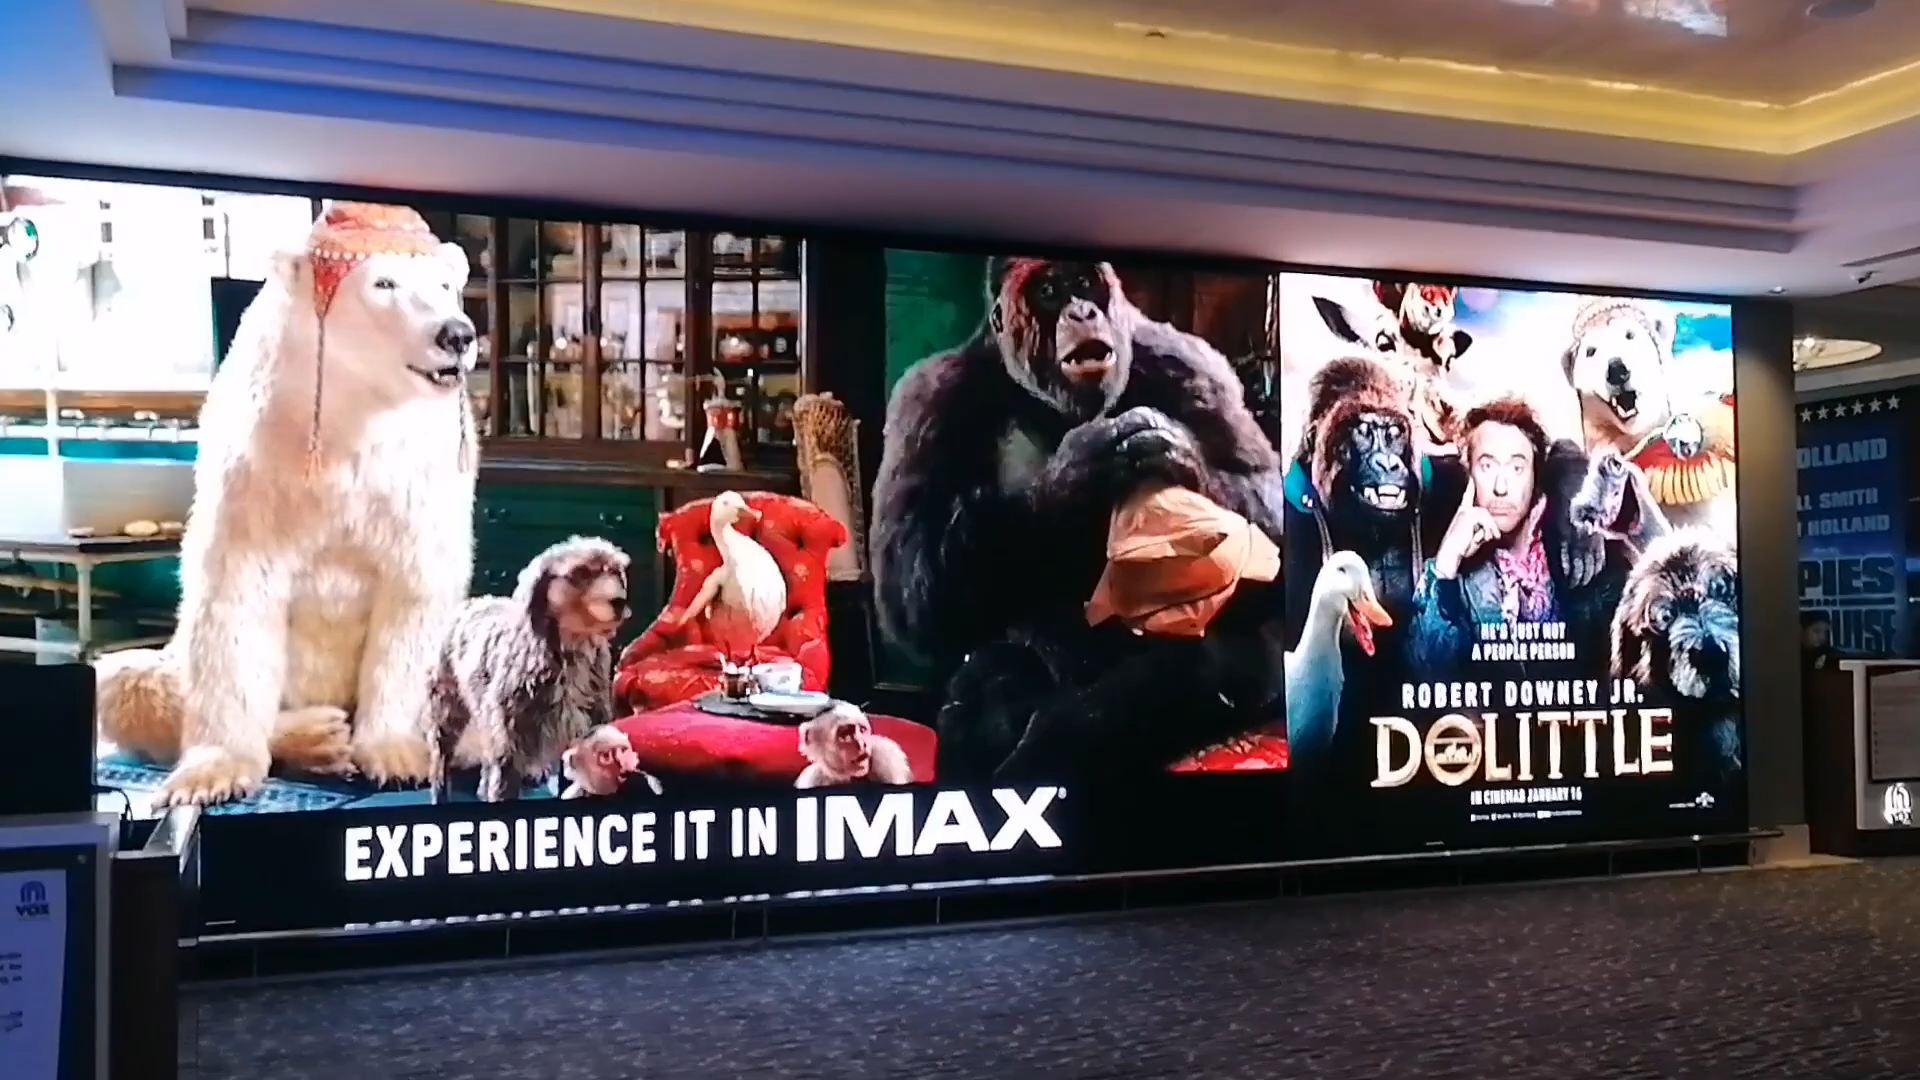 EXPERIENCE IT IN IMAX
HE'S JUST NOT
A PEOPLE PERSON
ROBERT DOWNEY JR.
DOLITTLE
IN CINEMAS JANUARY 16
OLLAND
LL SMITH
HOLLAND
PIES
UISE
VOX